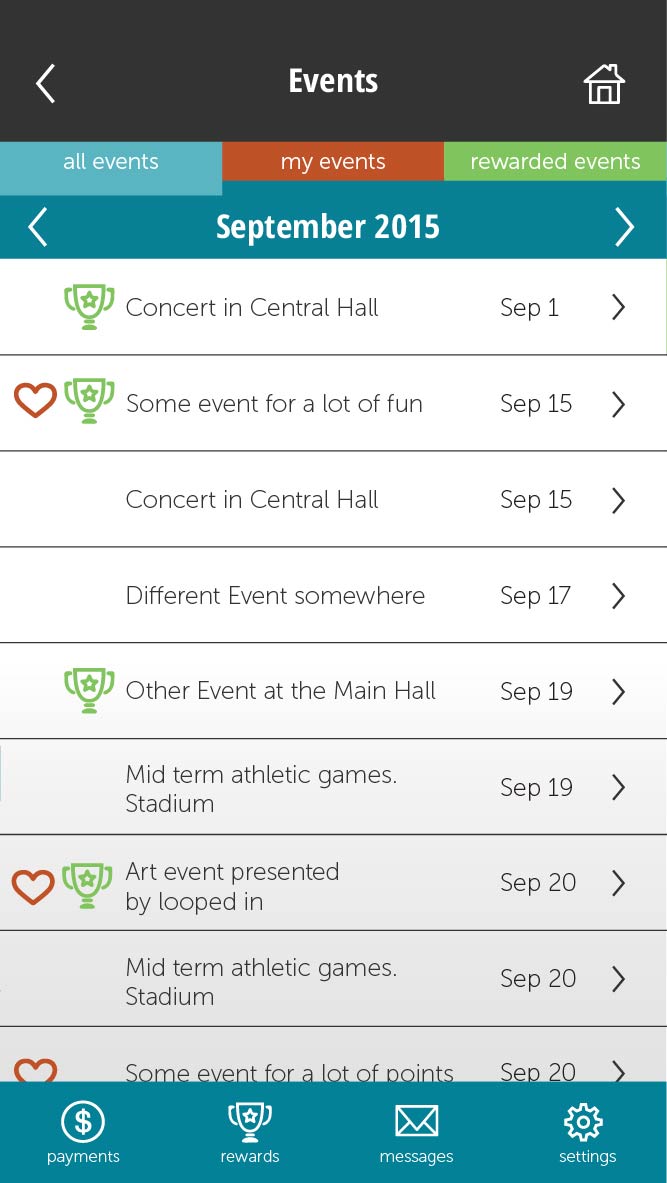 Events
all events
my events
rewarded events
September 2015
Concert in Central Hall Sep 1
Some event for a lot of fun Sep 15
Concert in Central Hall Sep 15
Different Event somewhere Sep 17
Other Event at the Main Hall Sep 19
Mid term athletic games.
Stadium
Sep 19
Art event presented
by looped in
Sep 20
Mid term athletic games.
Stadium
Sep 20
Some event for a lot of points Sep 20
$
payments
rewards
messages
settings